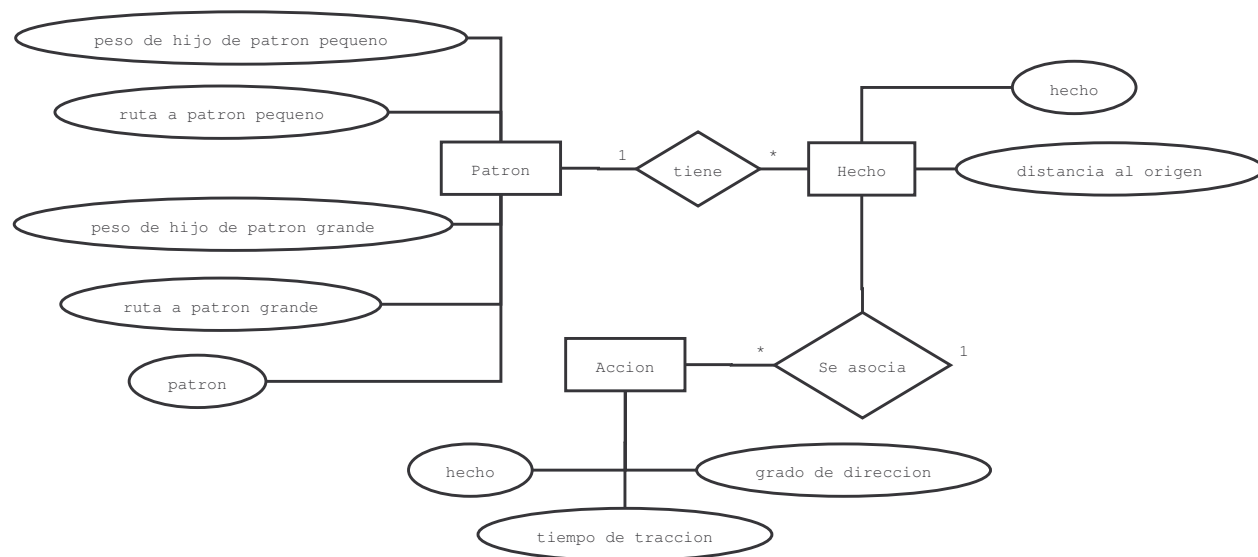 peso de hijo de patron pequeno
hecho
ruta a patron pequeno
Patron
1
tiene
*
Hecho
distancia al origen
peso de hijo de patron grande
ruta a patron grande
Accion
*
Se asocia
1
patron
hecho
grado de direccion
tiempo de traccion